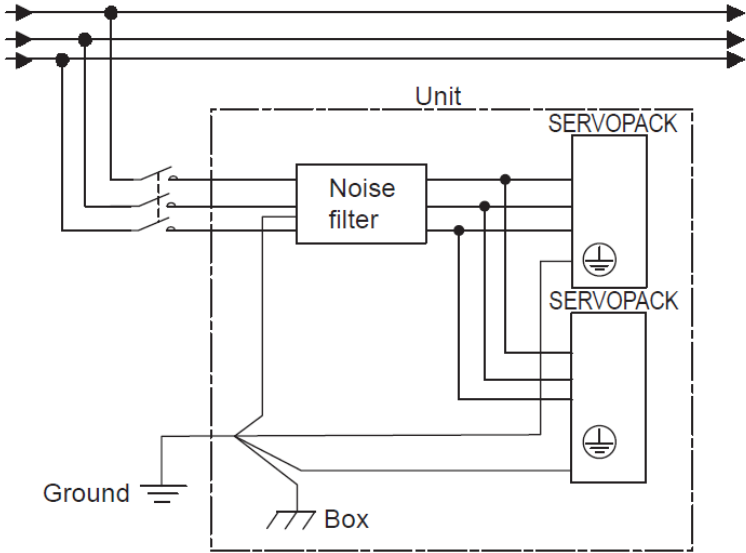 Unit
SERVOPACK
Noise
filter
SERVOPACK
Ground
Box